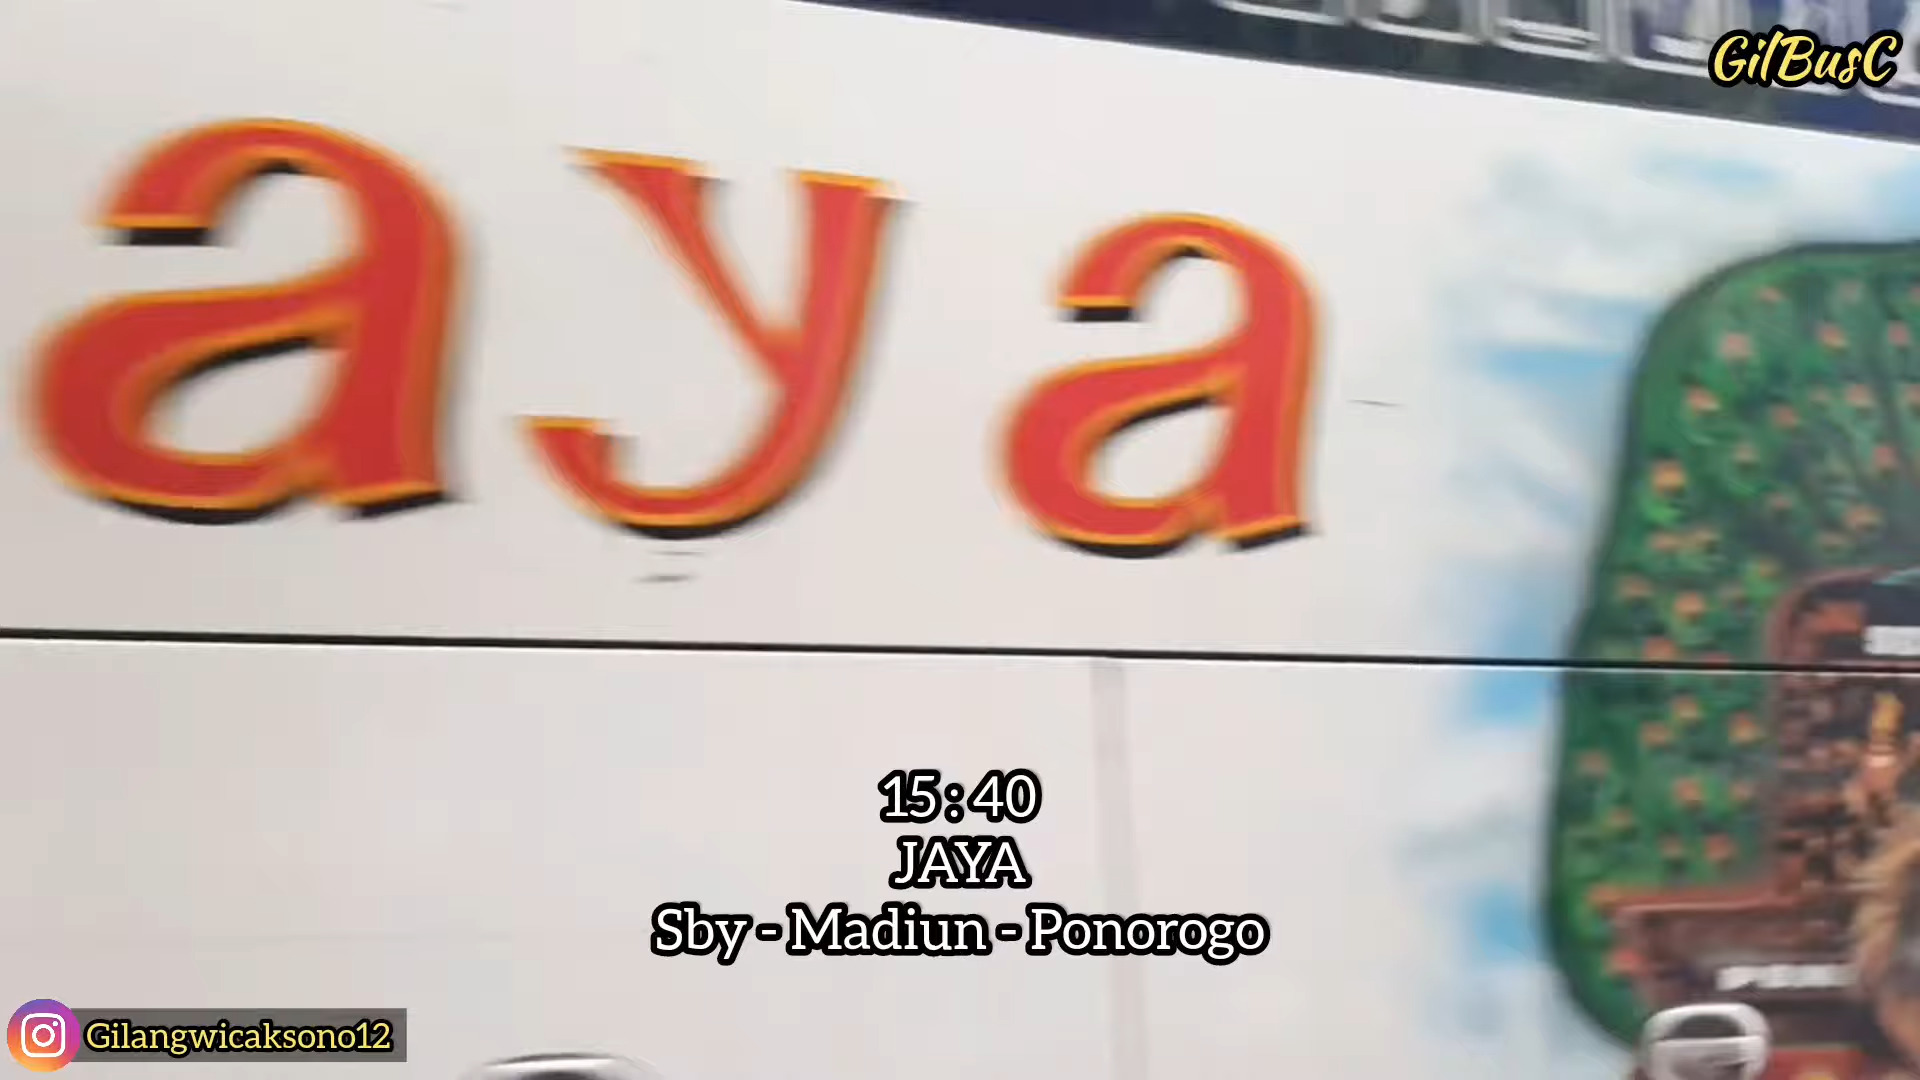 GilBusC
aya
15:40
JAYA
Sby - Madiun - Ponorogo
Gilangwicaksono12